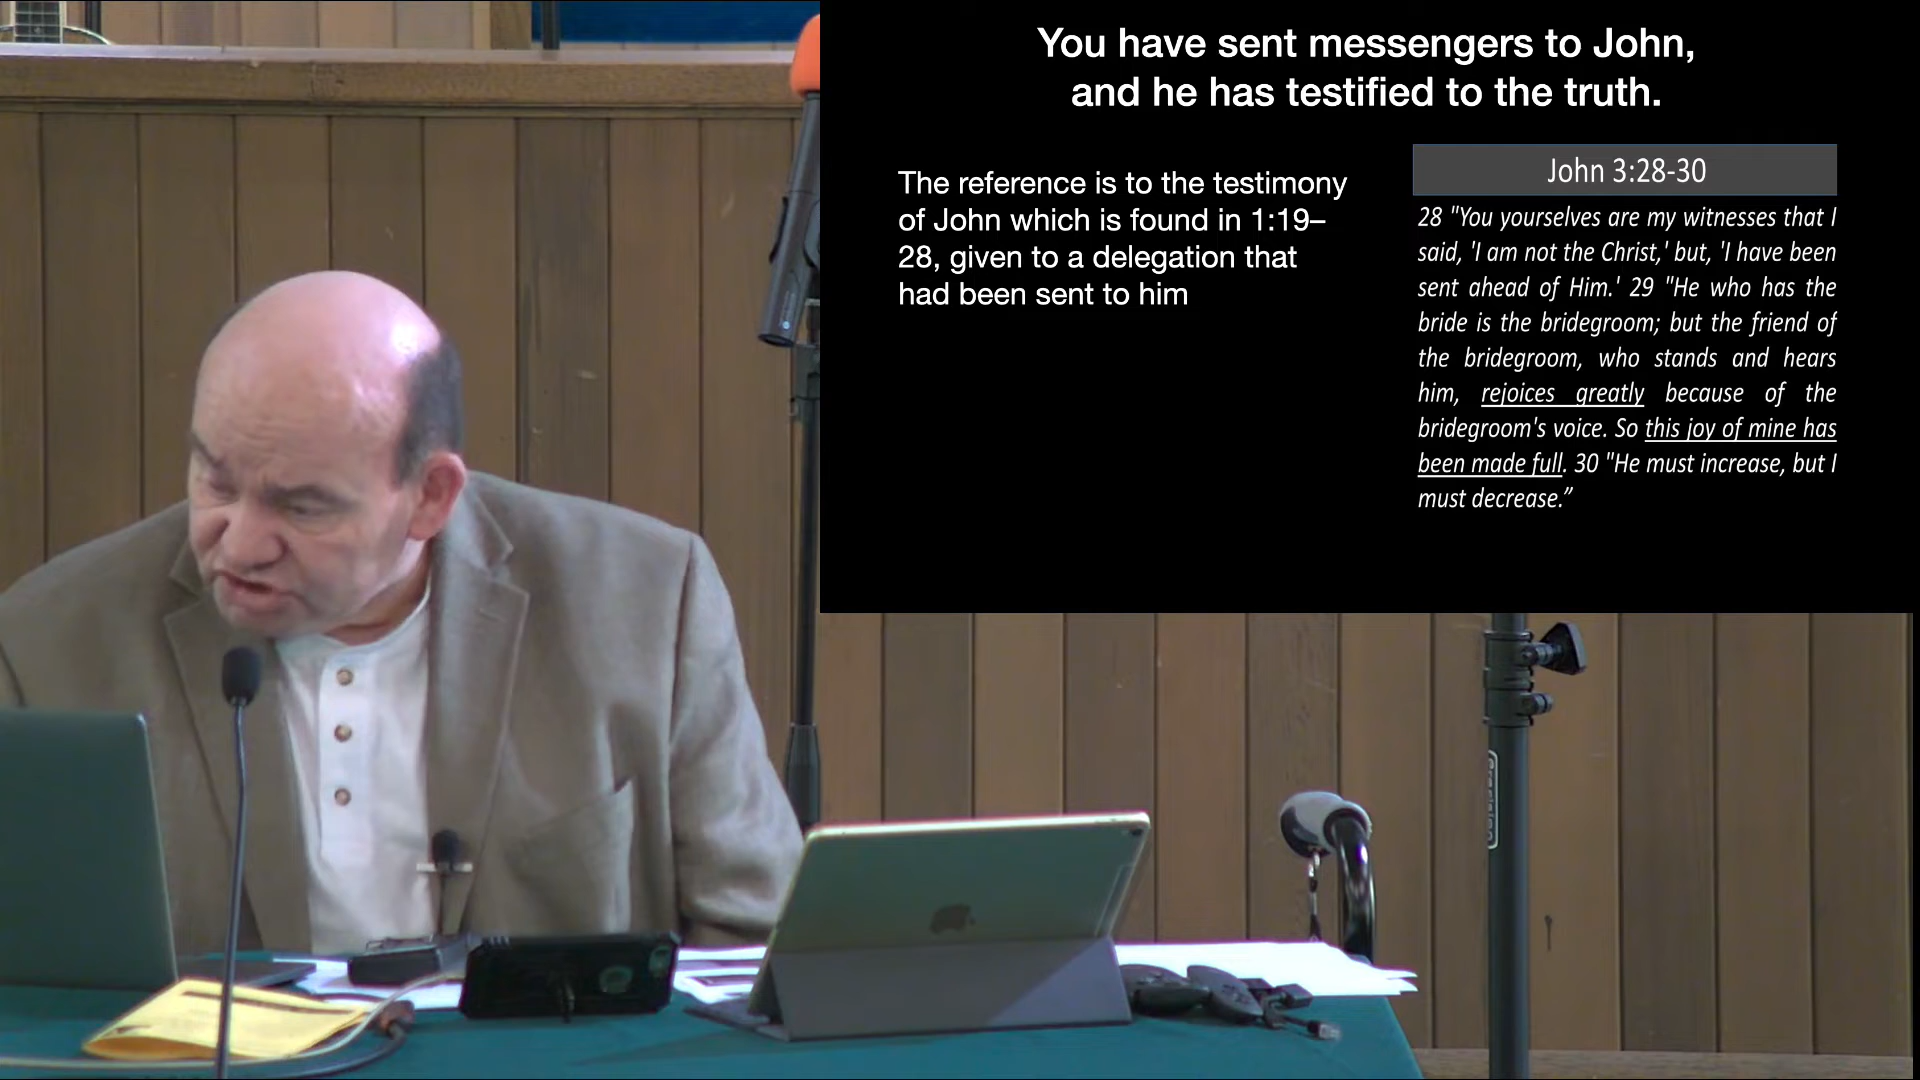 You have sent messengers to John,
and he has testified to the truth.
The reference is to the testimony
of John which is found in 1:19–
28, given to a delegation that
had been sent to him
John 3:28-30
28 "You yourselves are my witnesses that I
said, 'I am not the Christ,' but, 'I have been
sent ahead of Him.' 29 "He who has the
bride is the bridegroom; but the friend of
the bridegroom, who stands and hears
him, rejoices greatly because of the
bridegroom's voice. So this joy of mine has
been made full. 30 "He must increase, but I
must decrease.”